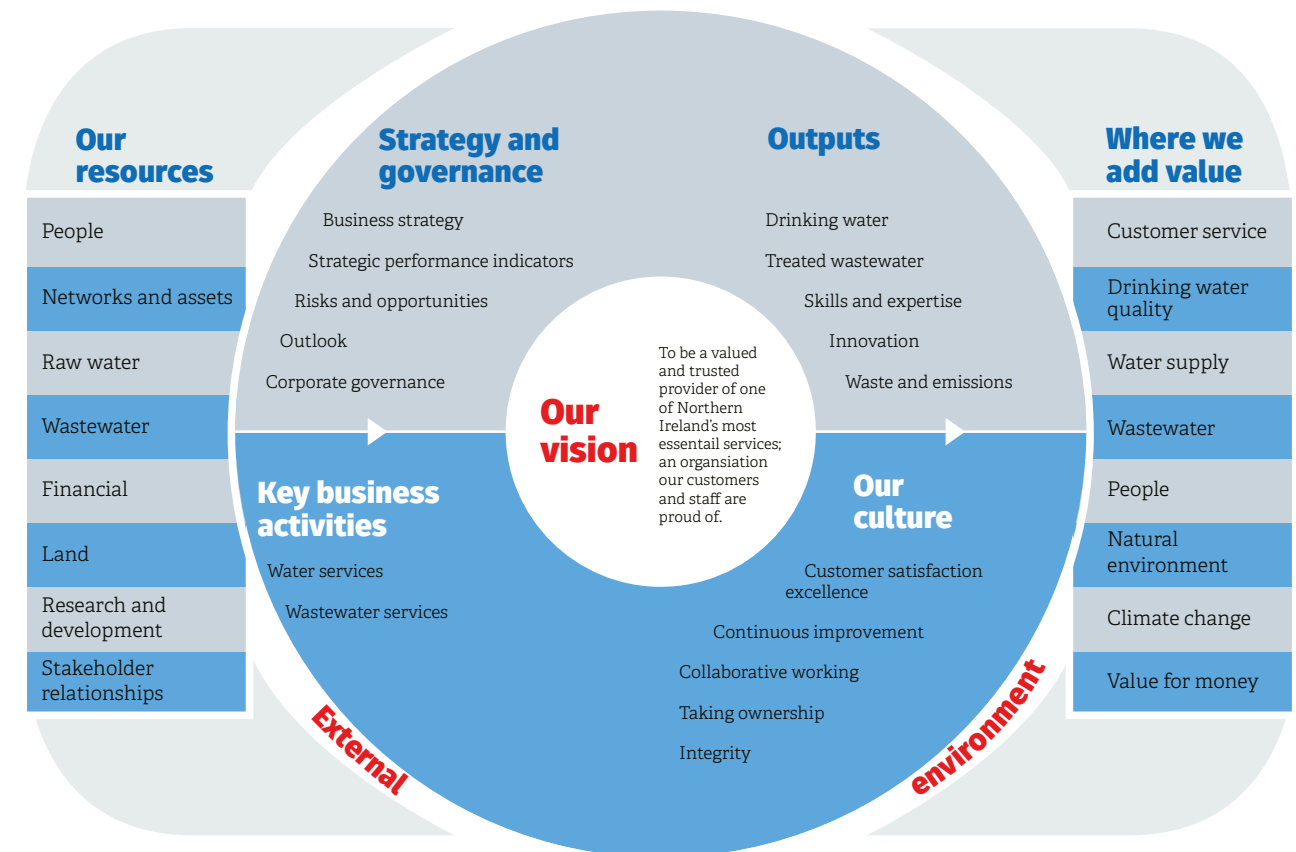 Our
resources
People
Networks and assets
Raw water
Wastewater
Financial
Land
Research and
development
Stakeholder
relationships
Strategy and
governance
Business strategy
Strategic performance indicators
Risks and opportunities
Outlook
Corporate governance
Key business
activities
Water services
Wastewater services
Our
vision
To be a valued
and trusted
provider of one
of Northern
Ireland's most
essentail services;
an organsiation
our customers
and staff are
proud of.
Outputs
Drinking water
Treated wastewater
Skills and expertise
Innovation
Waste and emissions
Our
culture
Customer satisfaction
excellence
Continuous improvement
Collaborative working
Taking ownership
Integrity
External
environment
Where we
add value
Customer service
Drinking water
quality
Water supply
Wastewater
People
Natural
environment
Climate change
Value for money